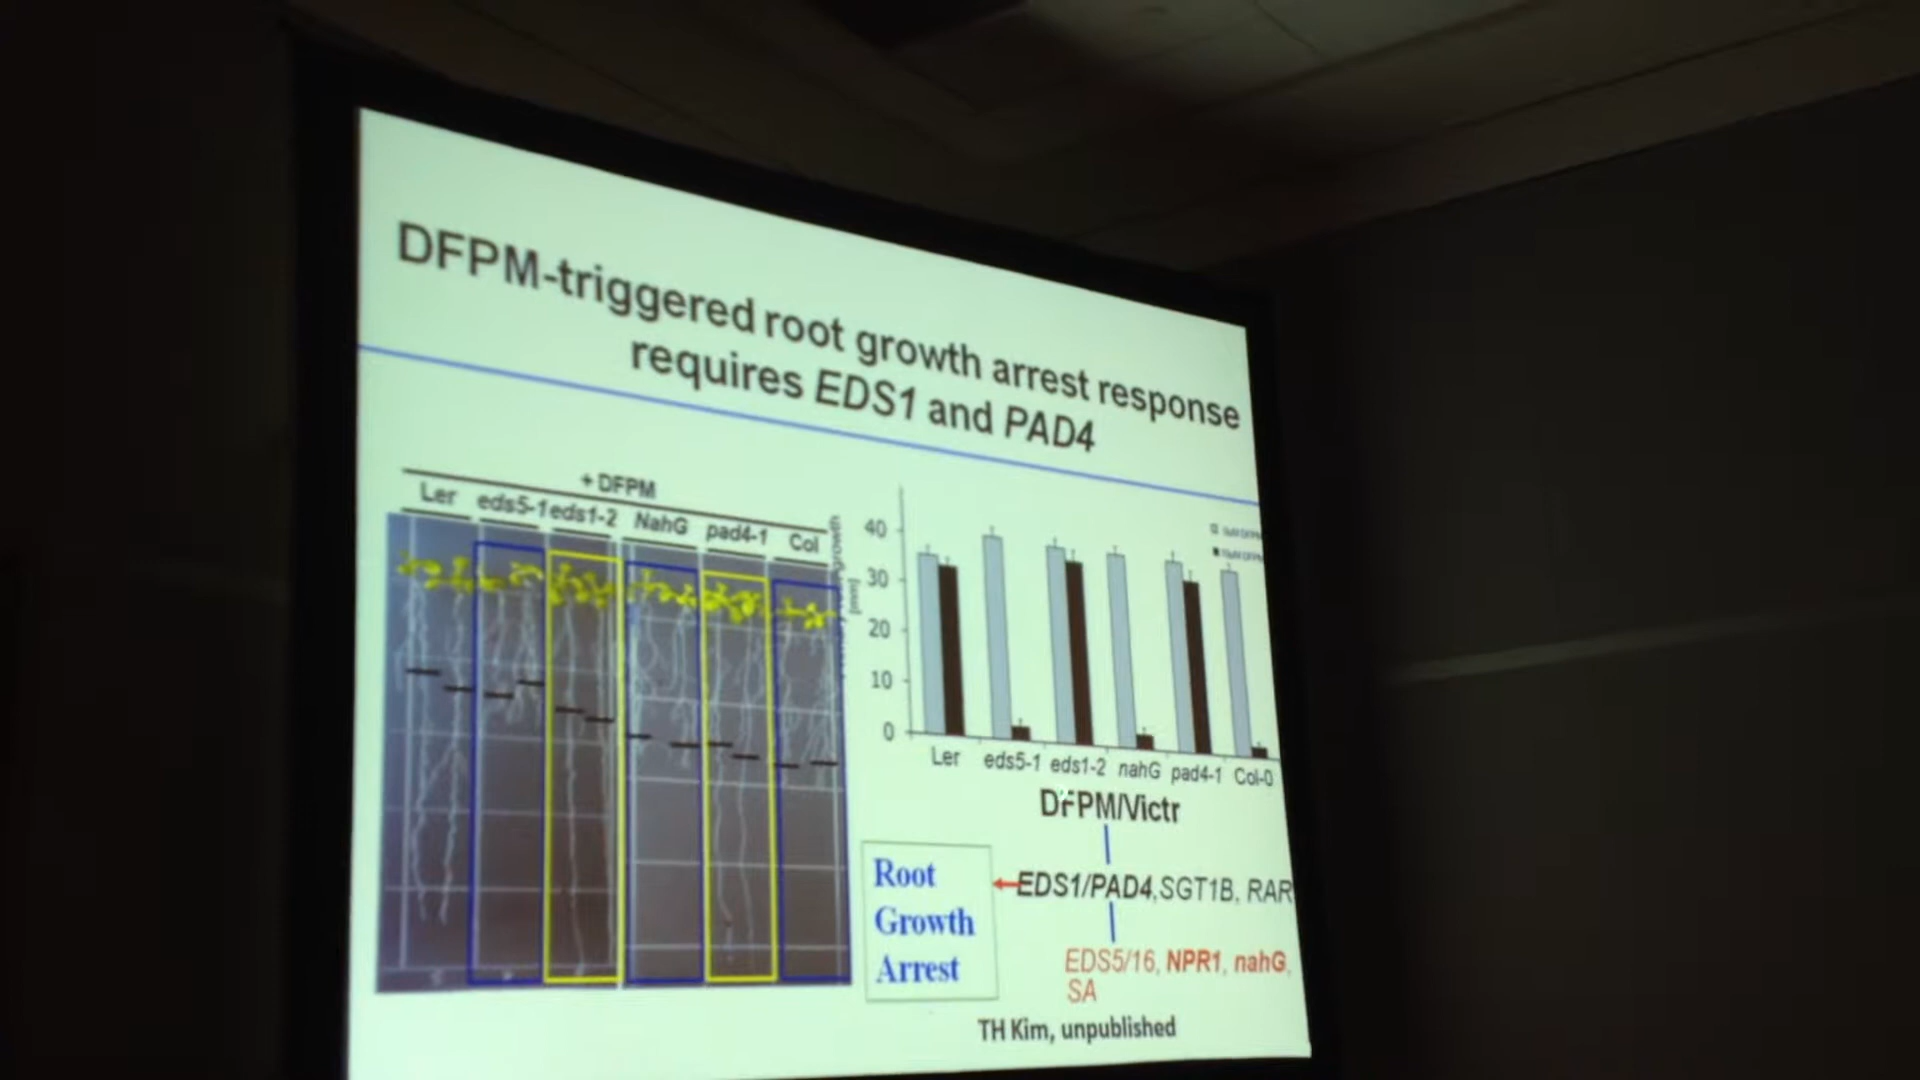 DFPM-triggered root growth arrest response
requires EDS1 and PAD4
+ DFPM
Ler eds5-1 eds1-2 NahG pad4-1 Col
growth
[mm]
40
30
20
10
0
Ler eds5-1 eds1-2 nahG pad4-1 Col-0
DFPM/Victr
EDS1/PAD4, SGT1B, RAR
Root
Growth
Arrest
EDS5/16, NPR1, nahG,
SA
TH Kim, unpublished